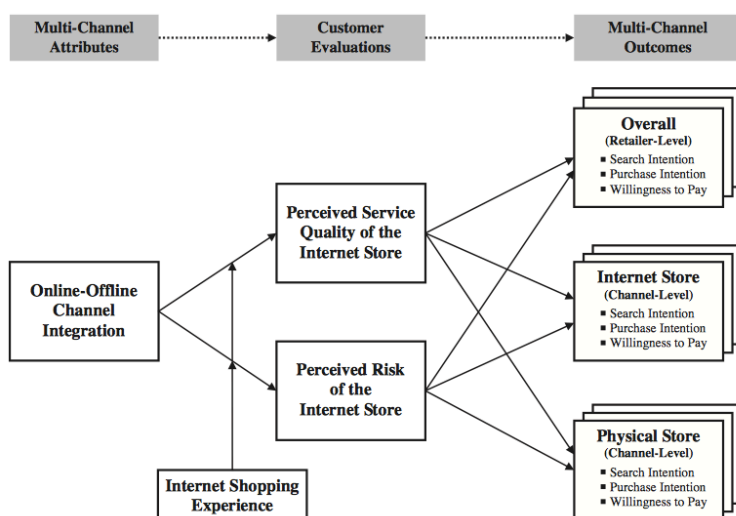 Multi-Channel
Attributes
Customer
Evaluations
Multi-Channel
Outcomes
Overall
(Retailer-Level)
▪ Search Intention
▪ Purchase Intention
▪ Willingness to Pay
Perceived Service
Quality of the
Internet Store
Online-Offline
Channel
Integration
Internet Store
(Channel-Level)
▪ Search Intention
▪ Purchase Intention
▪ Willingness to Pay
Perceived Risk
of the
Internet Store
Physical Store
(Channel-Level)
▪ Search Intention
▪ Purchase Intention
▪ Willingness to Pay
Internet Shopping
Experience